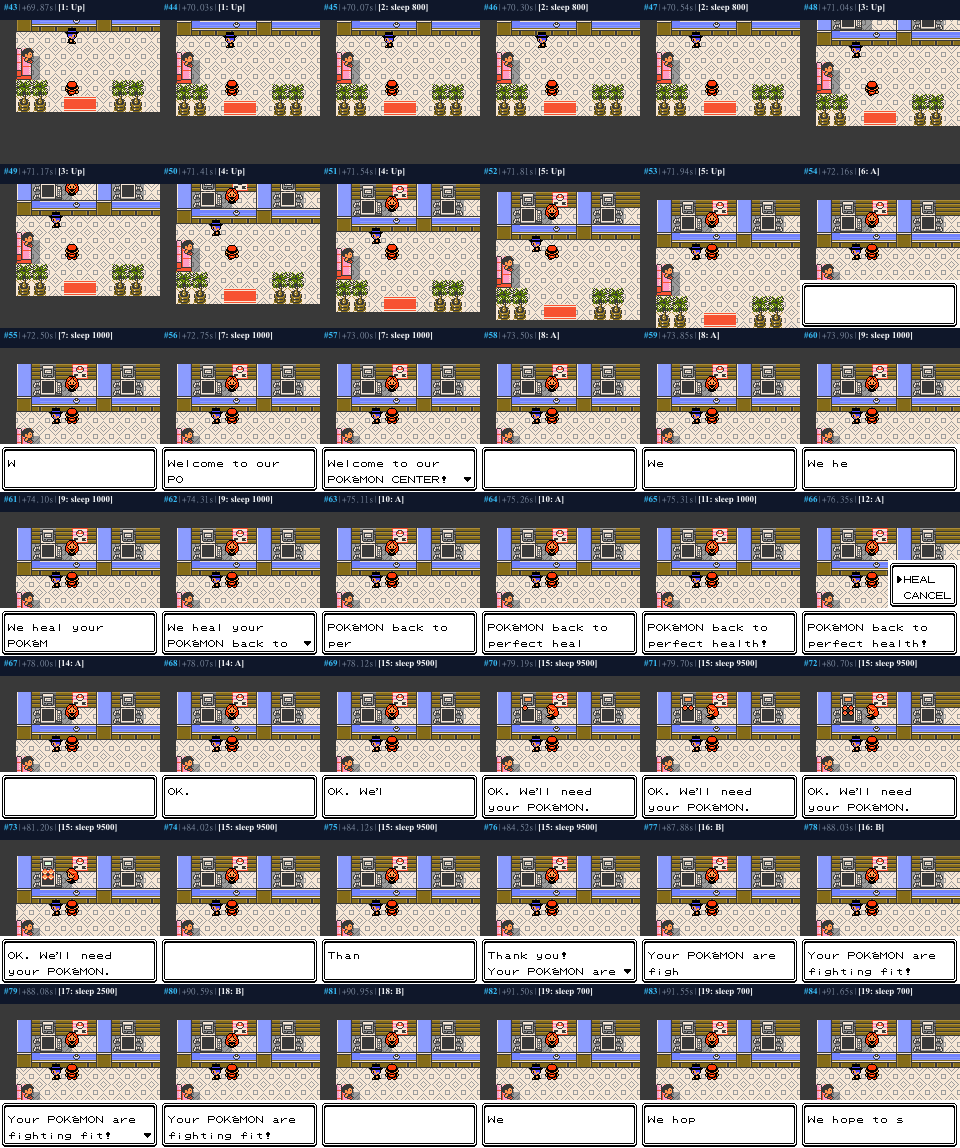 #43|+69.87s| [1: Up]
#44|+70.03s| [1: Up]
#45|+70.07s| [2: sleep 800]
#46|+70.30s| [2: sleep 800]
#47|+70.54s| [2: sleep 800]
#48|+71.04s| [3: Up]
#49|+71.17s| [3: Up]
#50|+71.41s| [4: Up]
#51|+71.54s| [4: Up]
#52|+71.81s| [5: Up]
#53|+71.94s| [5: Up]
#54|+72.16s| [6: A]
#55|+72.50s| [7: sleep 1000]
#56|+72.75s| [7: sleep 1000]
#57|+73.00s| [7: sleep 1000]
#58|+73.50s| [8: A]
#59|+73.85s| [8: A]
#60|+73.90s| [9: sleep 1000]
W
Welcome to our
PO
Welcome to our
POKéMON CENTER!
We
We he
#61|+74.10s| [9: sleep 1000]
#62|+74.31s| [9: sleep 1000]
#63|+75.11s| [10: A]
#64|+75.26s| [10: A]
#65|+75.31s| [11: sleep 1000]
#66|+76.35s| [12: A]
We heal your
POKéM
We heal your
POKéMON back to
POKéMON back to
per
POKéMON back to
perfect heal
POKéMON back to
perfect health!
HEAL
CANCEL
POKéMON back to
perfect health!
#67|+78.00s| [14: A]
#68|+78.07s| [14: A]
#69|+78.12s| [15: sleep 9500]
#70|+79.19s| [15: sleep 9500]
#71|+79.70s| [15: sleep 9500]
#72|+80.70s| [15: sleep 9500]
OK.
OK. We'l
OK. We'll need
your POKéMON.
OK. We'll need
your POKéMON.
OK. We'll need
your POKéMON.
#73|+81.20s| [15: sleep 9500]
#74|+84.02s| [15: sleep 9500]
#75|+84.12s| [15: sleep 9500]
#76|+84.52s| [15: sleep 9500]
#77|+87.88s| [16: B]
#78|+88.03s| [16: B]
OK. We'll need
your POKéMON.
Than
Thank you!
Your POKéMON are
Your POKéMON are
figh
Your POKéMON are
fighting fit!
#79|+88.08s| [17: sleep 2500]
#80|+90.59s| [18: B]
#81|+90.95s| [18: B]
#82|+91.50s| [19: sleep 700]
#83|+91.55s| [19: sleep 700]
#84|+91.65s| [19: sleep 700]
Your POKéMON are
fighting fit!
Your POKéMON are
fighting fit!
We
We hop
We hope to s